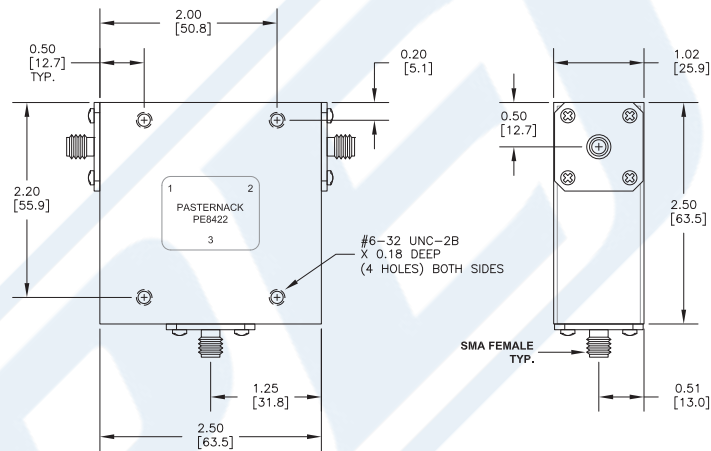 2.00
[50.8]
0.50
[12.7]
TYP.
0.20
[5.1]
2.20
[55.9]
1 2
PASTERNACK
PE8422
3
#6-32 UNC-2B
X 0.18 DEEP
(4 HOLES) BOTH SIDES
1.25
[31.8]
2.50
[63.5]
1.02
[25.9]
0.50
[12.7]
2.50
[63.5]
SMA FEMALE
TYP.
0.51
[13.0]